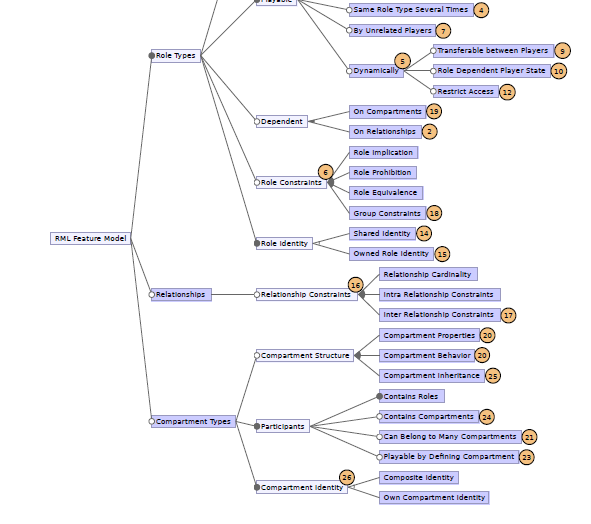 Playable
Same Role Type Several Times 4
By Unrelated Players 7
5
Transferable between Players 9
Role Types
Dynamically
Role Dependent Player State 10
Restrict Access 12
On Compartments 19
Dependent
On Relationships 2
Role Implication
6
Role Prohibition
Role Constraints
Role Equivalence
Group Constraints 18
Shared Identity 14
RML Feature Model
Role Identity
Owned Role Identity 15
Relationship Cardinality
16
Relationships
Relationship Constraints
Intra Relationship Constraints
Inter Relationship Constraints 17
Compartment Properties 20
Compartment Structure
Compartment Behavior 20
Compartment Inheritance 25
Contains Roles
Contains Compartments 24
Compartment Types
Participants
Can Belong to Many Compartments 21
Playable by Defining Compartment 23
26
Composite Identity
Compartment Identity
Own Compartment Identity